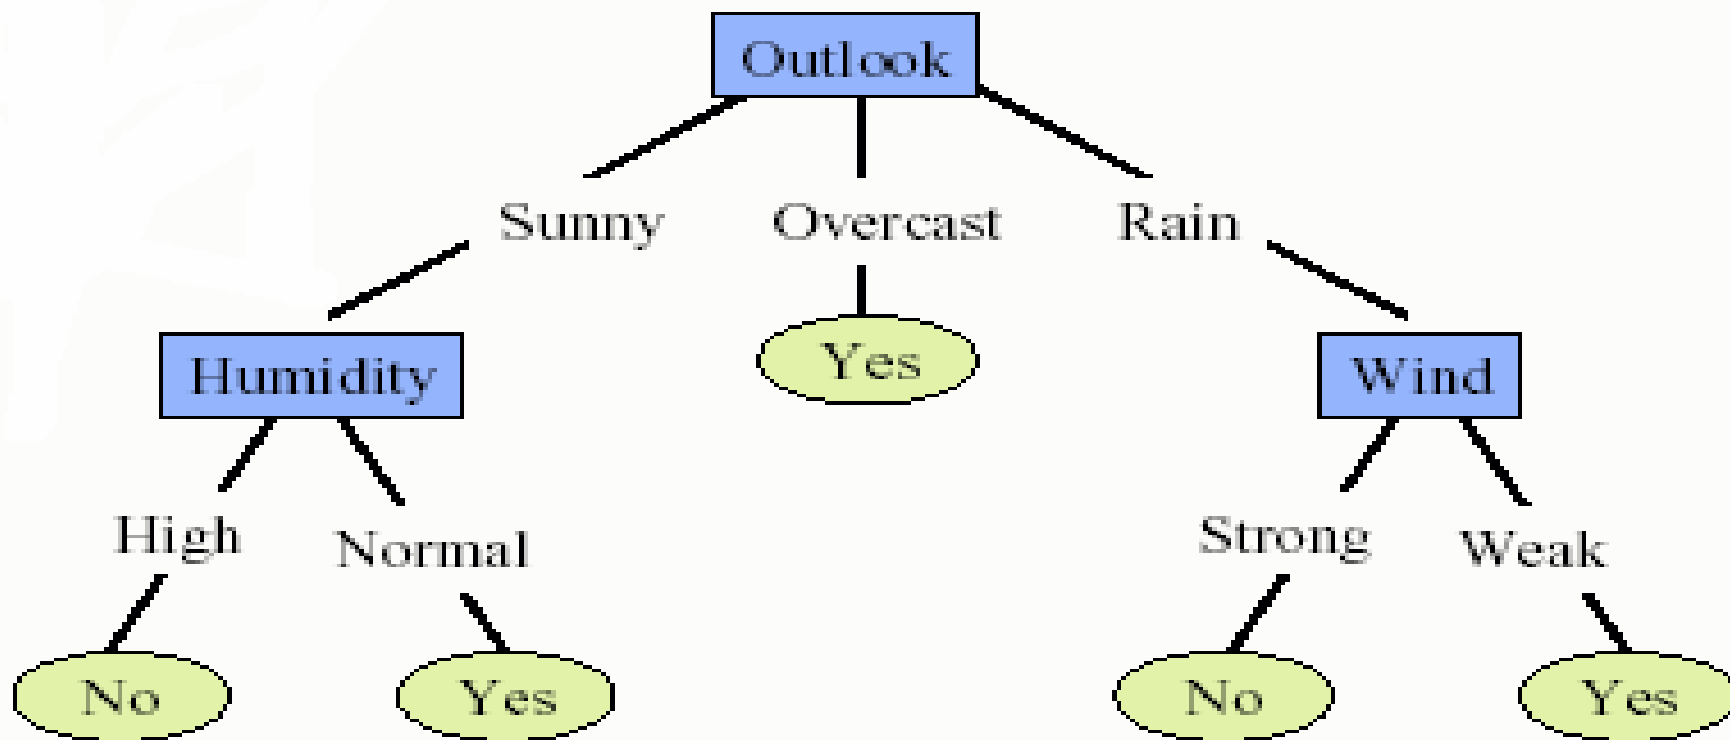 Outlook
Sunny Overcast Rain
Humidity Yes Wind
High Normal Strong Weak
No Yes No Yes